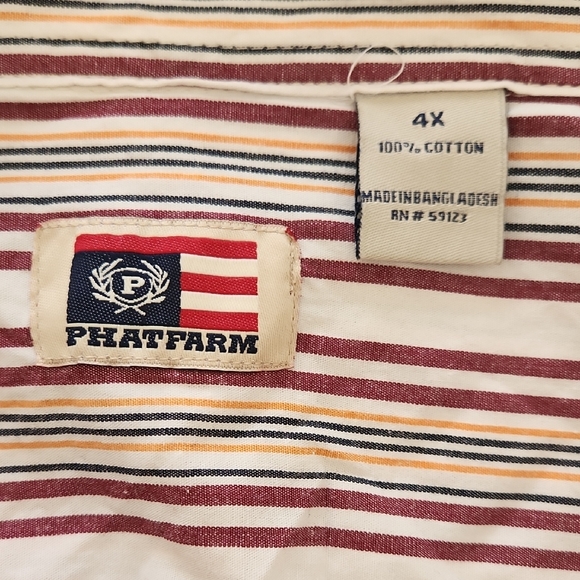 4X
100% COTTON
MADEINBANGLADESH
RN # 59123
P
PHATFARM